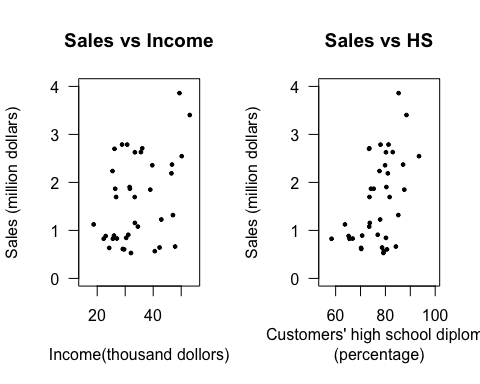 Sales vs Income
Sales (million dollars)
0
1
2
3
4
20
40
Income(thousand dollors)
Sales vs HS
Sales (million dollars)
0
1
2
3
4
60
80
100
Customers' high school diplom
(percentage)